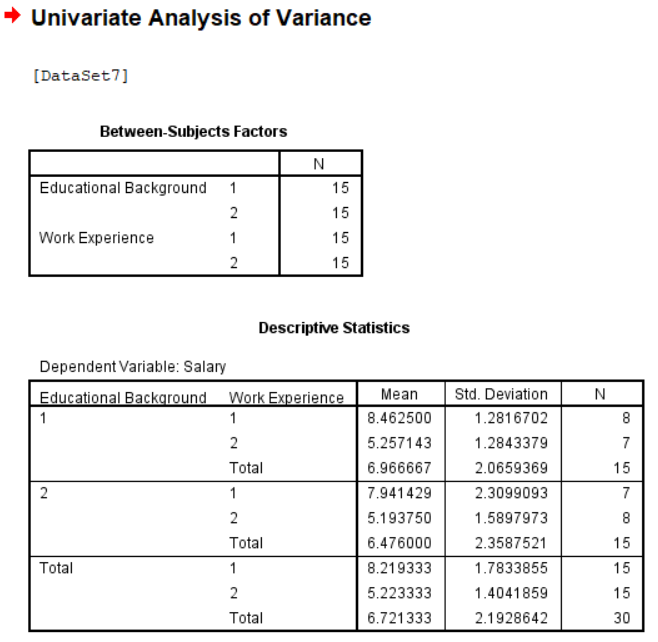 Univariate Analysis of Variance
[DataSet7]
Between-Subjects Factors
N
Educational Background 1 15
2 15
Work Experience 1 15
2 15
Descriptive Statistics
Dependent Variable: Salary
Educational Background Work Experience Mean Std. Deviation N
1 1 8.462500 1.2816702 8
2 5.257143 1.2843379 7
Total 6.966667 2.0659369 15
2 1 7.941429 2.3099093 7
2 5.193750 1.5897973 8
Total 6.476000 2.3587521 15
Total 1 8.219333 1.7833855 15
2 5.223333 1.4041859 15
Total 6.721333 2.1928642 30